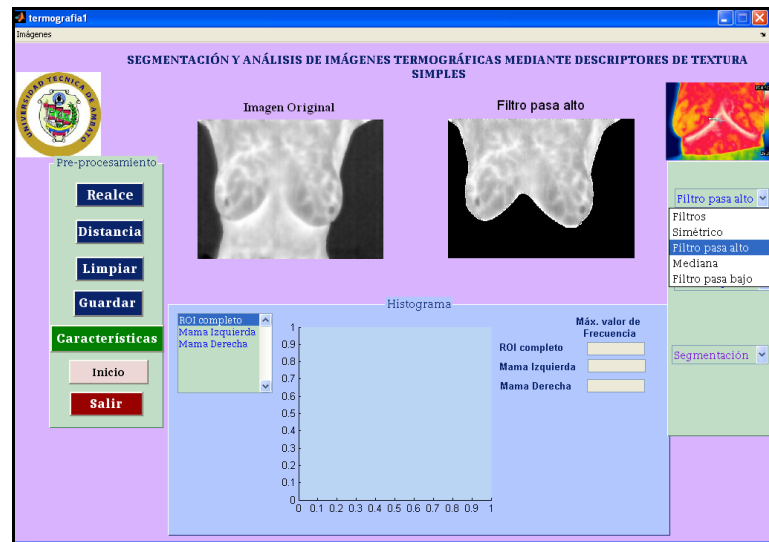 termografia1
Imágenes
SEGMENTACIÓN Y ANÁLISIS DE IMÁGENES TERMOGRÁFICAS MEDIANTE DESCRIPTORES DE TEXTURA
SIMPLES
UNIVERSIDAD TECNICA DE AMBATO
Imagen Original
Filtro pasa alto
Pre-procesamiento
Realce
Distancia
Limpiar
Guardar
Características
Inicio
Salir
Filtro pasa alto
Filtros
Simétrico
Filtro pasa alto
Mediana
Filtro pasa bajo
Segmentación
Histograma
ROI completo
Mama Izquierda
Mama Derecha
1
0.9
0.8
0.7
0.6
0.5
0.4
0.3
0.2
0.1
0
0 0.1 0.2 0.3 0.4 0.5 0.6 0.7 0.8 0.9 1
Máx. valor de
Frecuencia
ROI completo
Mama Izquierda
Mama Derecha